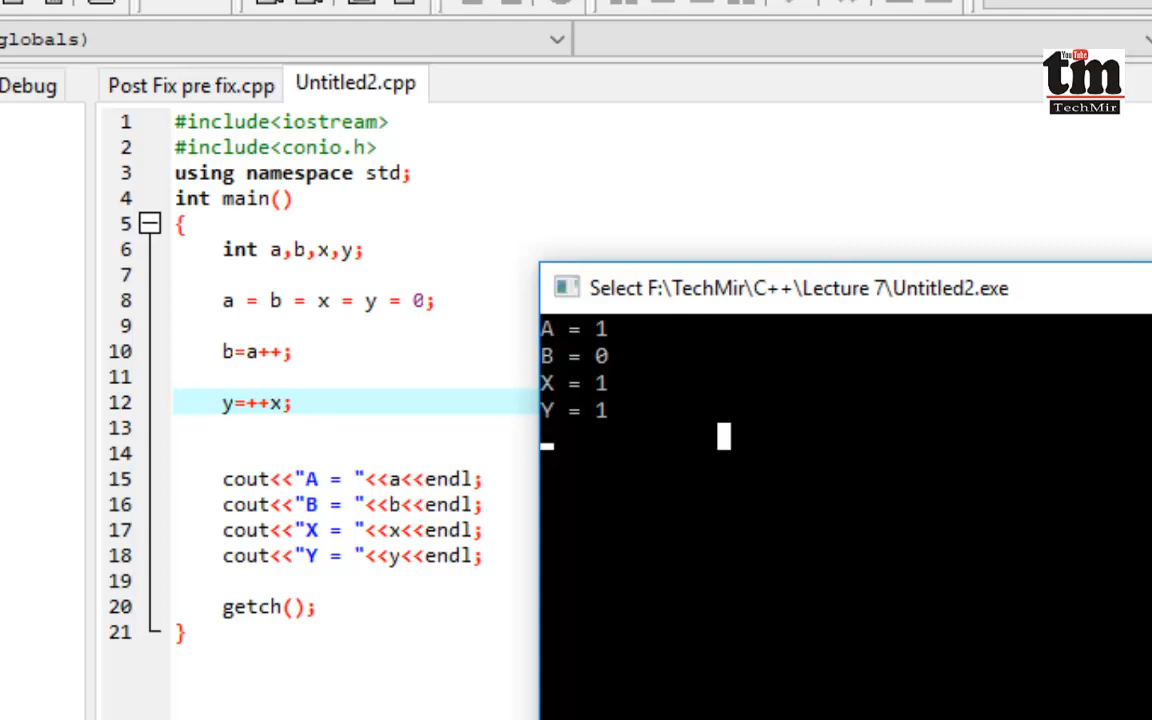 globals)
You Tube
tm
TechMir
Debug
Post Fix pre fix.cpp
Untitled2.cpp
1 #include<iostream>
2 #include<conio.h>
3 using namespace std;
4 int main()
5 {
6 int a,b,x,y;
7
8 a = b = x = y = 0;
9
10 b=a++;
11
12 y=++x;
13
14
15 cout<<"A = "<<a<<endl;
16 cout<<"B = "<<b<<endl;
17 cout<<"X = "<<x<<endl;
18 cout<<"Y = "<<y<<endl;
19
20 getch();
21 }
Select F:\TechMir\C++\Lecture 7\Untitled2.exe
A = 1
B = 0
X = 1
Y = 1